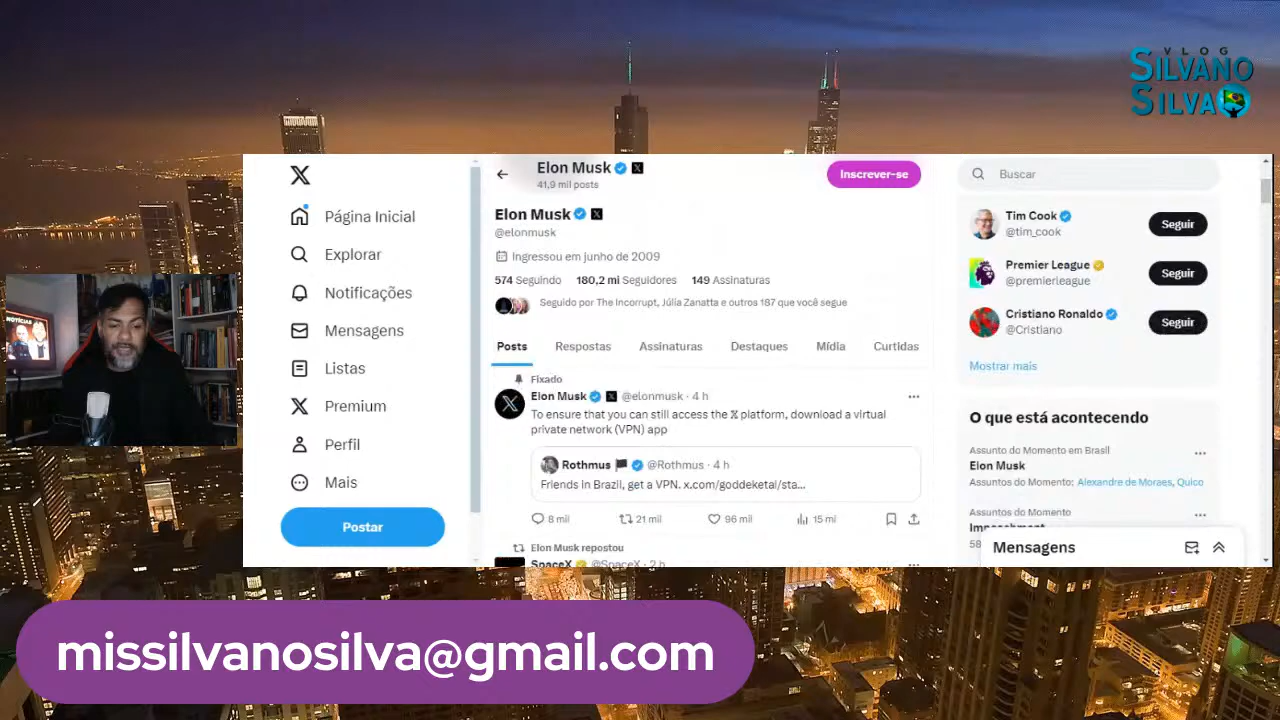 VLOG
SILVANO
SILVA
NOTÍCIAS
X
Página Inicial
Explorar
Notificações
Mensagens
Listas
Premium
Perfil
Mais
Postar
Elon Musk
41,9 mil posts
Inscrever-se
Elon Musk
@elonmusk
Ingressou em junho de 2009
574 Seguindo 180,2 mi Seguidores 149 Assinaturas
Seguido por The Incorrupt, Júlia Zanatta e outros 187 que você segue
Posts Respostas Assinaturas Destaques Mídia Curtidas
Fixado
Elon Musk @elonmusk · 4 h
To ensure that you can still access the 𝕏 platform, download a virtual
private network (VPN) app
Rothmus @Rothmus · 4 h
Friends in Brazil, get a VPN. x.com/goddeketal/sta...
8 mil 21 mil 96 mil 15 mi
Elon Musk repostou
SpaceX @SpaceX · 2 h
Buscar
Tim Cook
@tim_cook
Seguir
Premier League
@premierleague
Seguir
Cristiano Ronaldo
@Cristiano
Seguir
Mostrar mais
O que está acontecendo
Assunto do Momento em Brasil
Elon Musk
Assuntos do Momento: Alexandre de Moraes, Quico
Assuntos do Momento
Impeachment
58
Mensagens
missilvanosilva@gmail.com